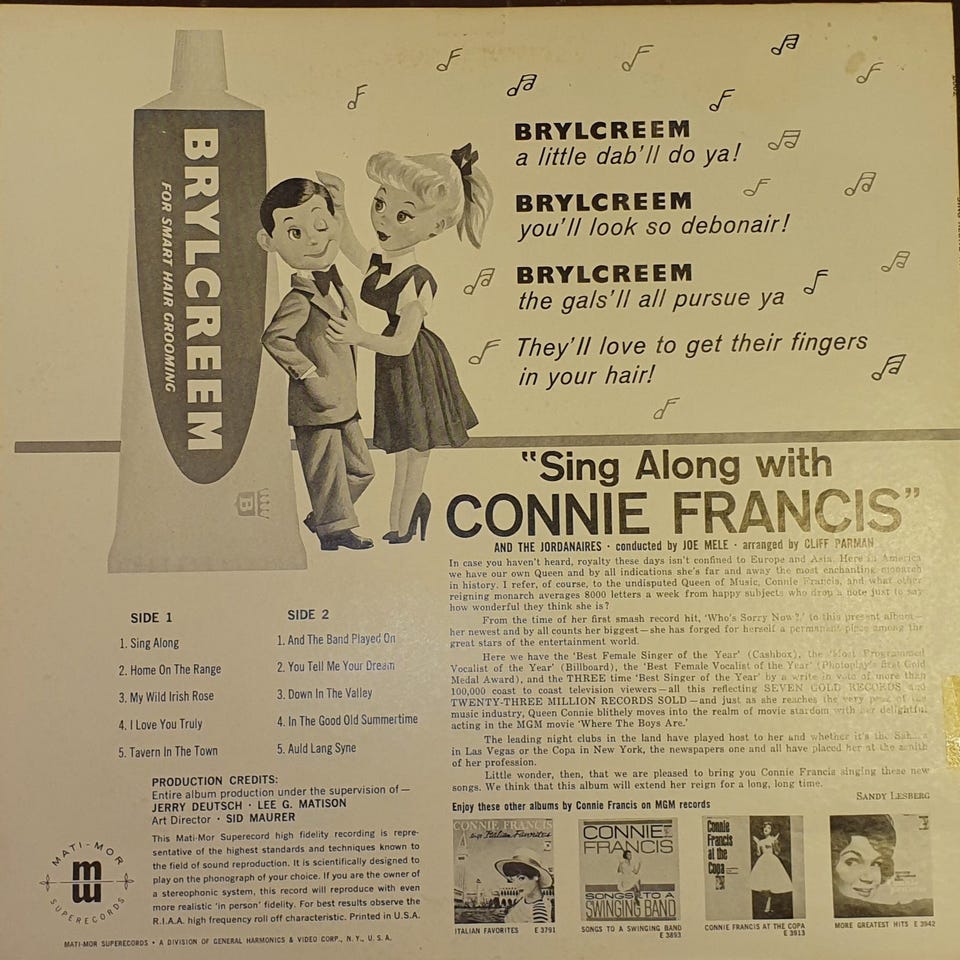 BRYLCREEM
FOR SMART HAIR GROOMING
B
BRYLCREEM
a little dab'll do ya!
BRYLCREEM
you'll look so debonair!
BRYLCREEM
the gals'll all pursue ya
They'll love to get their fingers
in your hair!
"Sing Along with
CONNIE FRANCIS"
AND THE JORDANAIRES · conducted by JOE MELE · arranged by CLIFF PARMAN
In case you haven't heard, royalty these days isn't confined to Europe and Asia. Here in America
we have our own Queen and by all indications she's far and away the most enchanting monarch
in history. I refer, of course, to the undisputed Queen of Music, Connie Francis, and what other
reigning monarch averages 8000 letters a week from happy subjects who drop a note just to say
how wonderful they think she is?
From the time of her first smash record hit, 'Who's Sorry Now?,' to this present album—
her newest and by all counts her biggest—she has forged for herself a permanent place among the
great stars of the entertainment world.
Here we have the 'Best Female Singer of the Year' (Cashbox), the 'Most Programmed
Vocalist of the Year' (Billboard), the 'Best Female Vocalist of the Year' (Photoplay's first Gold
Medal Award), and the THREE time 'Best Singer of the Year' by a write in vote of more than
100,000 coast to coast television viewers—all this reflecting SEVEN GOLD RECORDS and
TWENTY-THREE MILLION RECORDS SOLD—and just as she reaches the very peak of the
music industry, Queen Connie blithely moves into the realm of movie stardom with her delightful
acting in the MGM movie 'Where The Boys Are.'
The leading night clubs in the land have played host to her and whether it's the
in Las Vegas or the Copa in New York, the newspapers one and all have placed her at the zenith
of her profession.
Little wonder, then, that we are pleased to bring you Connie Francis singing these new
songs. We think that this album will extend her reign for a long, long time.
SANDY LESBERG
SIDE 1
1. Sing Along
2. Home On The Range
3. My Wild Irish Rose
4. I Love You Truly
5. Tavern In The Town
SIDE 2
1. And The Band Played On
2. You Tell Me Your Dream
3. Down In The Valley
4. In The Good Old Summertime
5. Auld Lang Syne
PRODUCTION CREDITS:
Entire album production under the supervision of—
JERRY DEUTSCH · LEE G. MATISON
Art Director · SID MAURER
This Mati-Mor Superecord high fidelity recording is repre-
sentative of the highest standards and techniques known to
the field of sound reproduction. It is scientifically designed to
play on the phonograph of your choice. If you are the owner of
a stereophonic system, this record will reproduce with even
more realistic 'in person' fidelity. For best results observe the
R.I.A.A. high frequency roll off characteristic. Printed in U.S.A.
MATI-MOR
SUPERECORDS
MATI-MOR SUPERECORDS • A DIVISION OF GENERAL HARMONICS & VIDEO CORP., N. Y., U. S. A.
Enjoy these other albums by Connie Francis on MGM records
CONNIE FRANCIS
Italian Favorites
ITALIAN FAVORITES E 3791
CONNIE
FRANCIS
SONGS TO A
SWINGING BAND
SONGS TO A SWINGING BAND
E 3893
Connie
Francis
at the
Copa
CONNIE FRANCIS AT THE COPA
E 3913
MORE GREATEST HITS E 3942